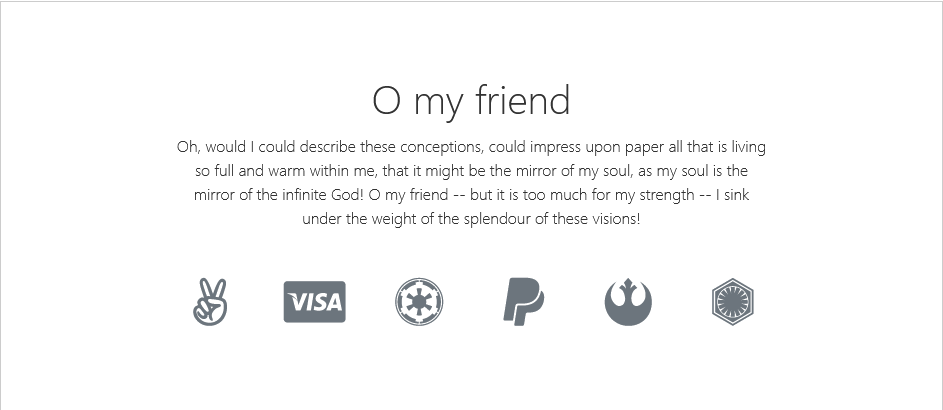 O my friend
Oh, would I could describe these conceptions, could impress upon paper all that is living
so full and warm within me, that it might be the mirror of my soul, as my soul is the
mirror of the infinite God! O my friend -- but it is too much for my strength -- I sink
under the weight of the splendour of these visions!
VISA